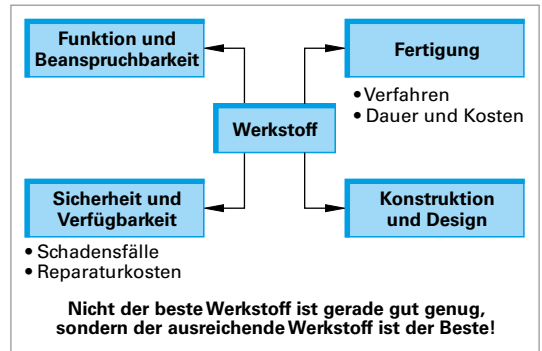 Funktion und
Beanspruchbarkeit
Fertigung
• Verfahren
• Dauer und Kosten
Werkstoff
Sicherheit und
Verfügbarkeit
• Schadensfälle
• Reparaturkosten
Konstruktion
und Design
Nicht der beste Werkstoff ist gerade gut genug,
sondern der ausreichende Werkstoff ist der Beste!